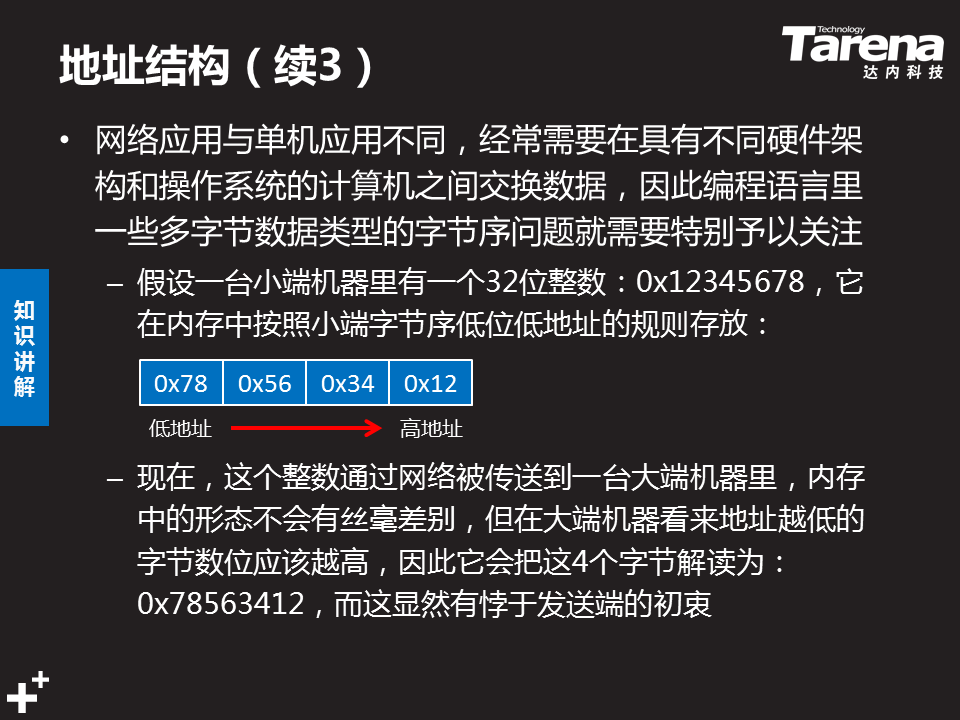 地址结构（续3）
Technology
Tarena
达内科技
• 网络应用与单机应用不同，经常需要在具有不同硬件架
构和操作系统的计算机之间交换数据，因此编程语言里
一些多字节数据类型的字节序问题就需要特别予以关注
– 假设一台小端机器里有一个32位整数：0x12345678，它
在内存中按照小端字节序低位低地址的规则存放：
知识讲解
0x78 0x56 0x34 0x12
低地址 高地址
– 现在，这个整数通过网络被传送到一台大端机器里，内存
中的形态不会有丝毫差别，但在大端机器看来地址越低的
字节数位应该越高，因此它会把这4个字节解读为：
0x78563412，而这显然有悖于发送端的初衷